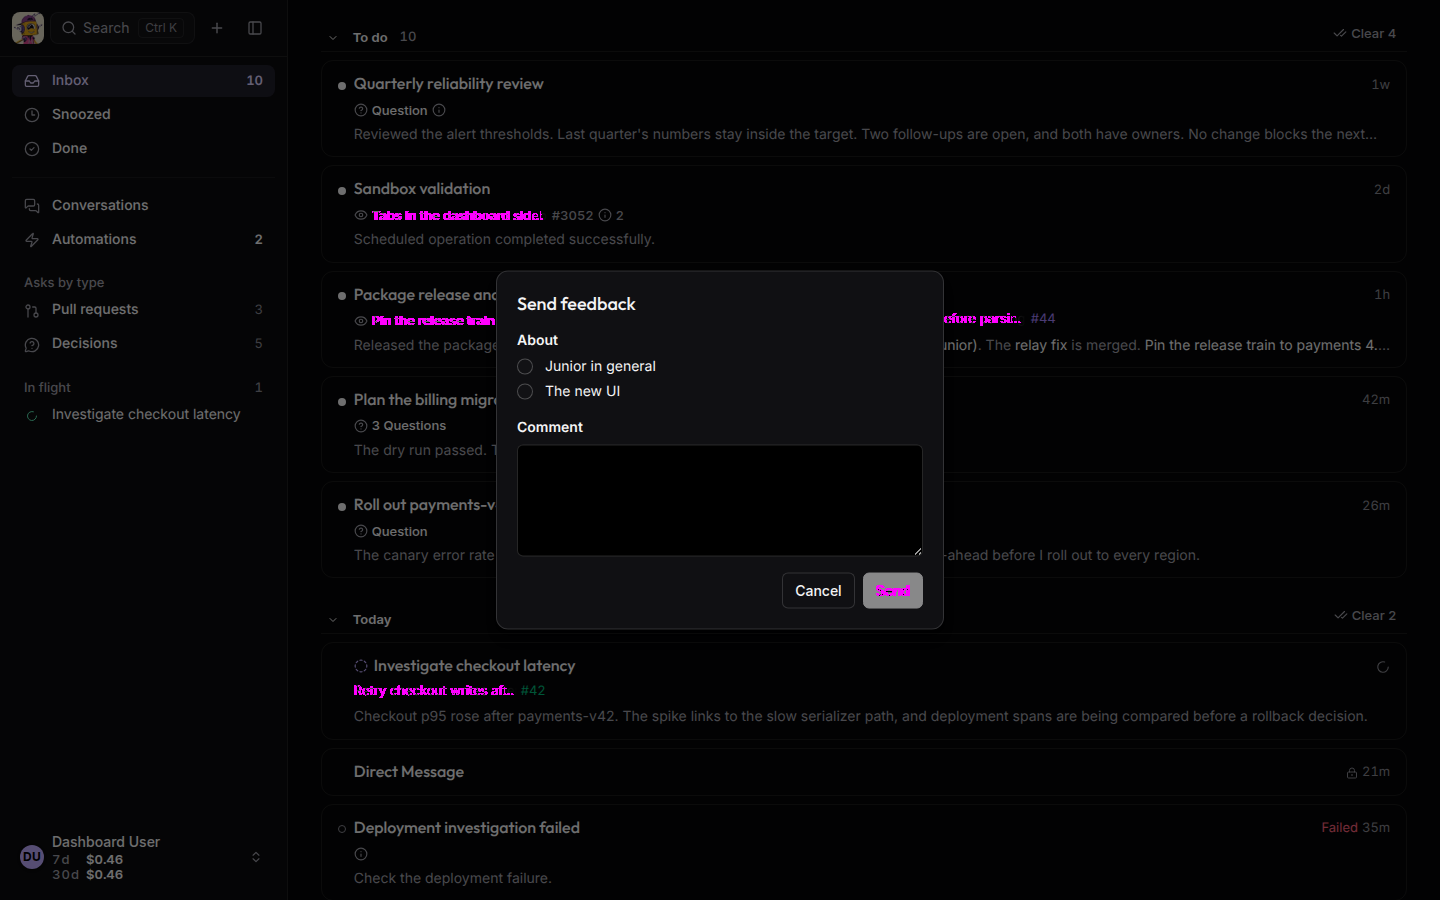 Search Ctrl K
Inbox 10
Snoozed
Done
Conversations
Automations 2
Asks by type
Pull requests 3
Decisions 5
In flight 1
Investigate checkout latency
DU Dashboard User
7d $0.46
30d $0.46
To do 10 Clear 4
Quarterly reliability review 1w
Question
Reviewed the alert thresholds. Last quarter's numbers stay inside the target. Two follow-ups are open, and both have owners. No change blocks the next...
Sandbox validation 2d
Tabs in the dashboard side... #3052 2
Scheduled operation completed successfully.
Package release and 1h
Pin the release train efore parsi... #44
Released the package unior). The relay fix is merged. Pin the release train to payments 4....
Plan the billing migr 42m
3 Questions
The dry run passed.
Roll out payments-v 26m
Question
The canary error rate -ahead before I roll out to every region.
Send feedback
About
Junior in general
The new UI
Comment
Cancel Send
Today Clear 2
Investigate checkout latency
Retry checkout writes aft... #42
Checkout p95 rose after payments-v42. The spike links to the slow serializer path, and deployment spans are being compared before a rollback decision.
Direct Message 21m
Deployment investigation failed Failed 35m
Check the deployment failure.